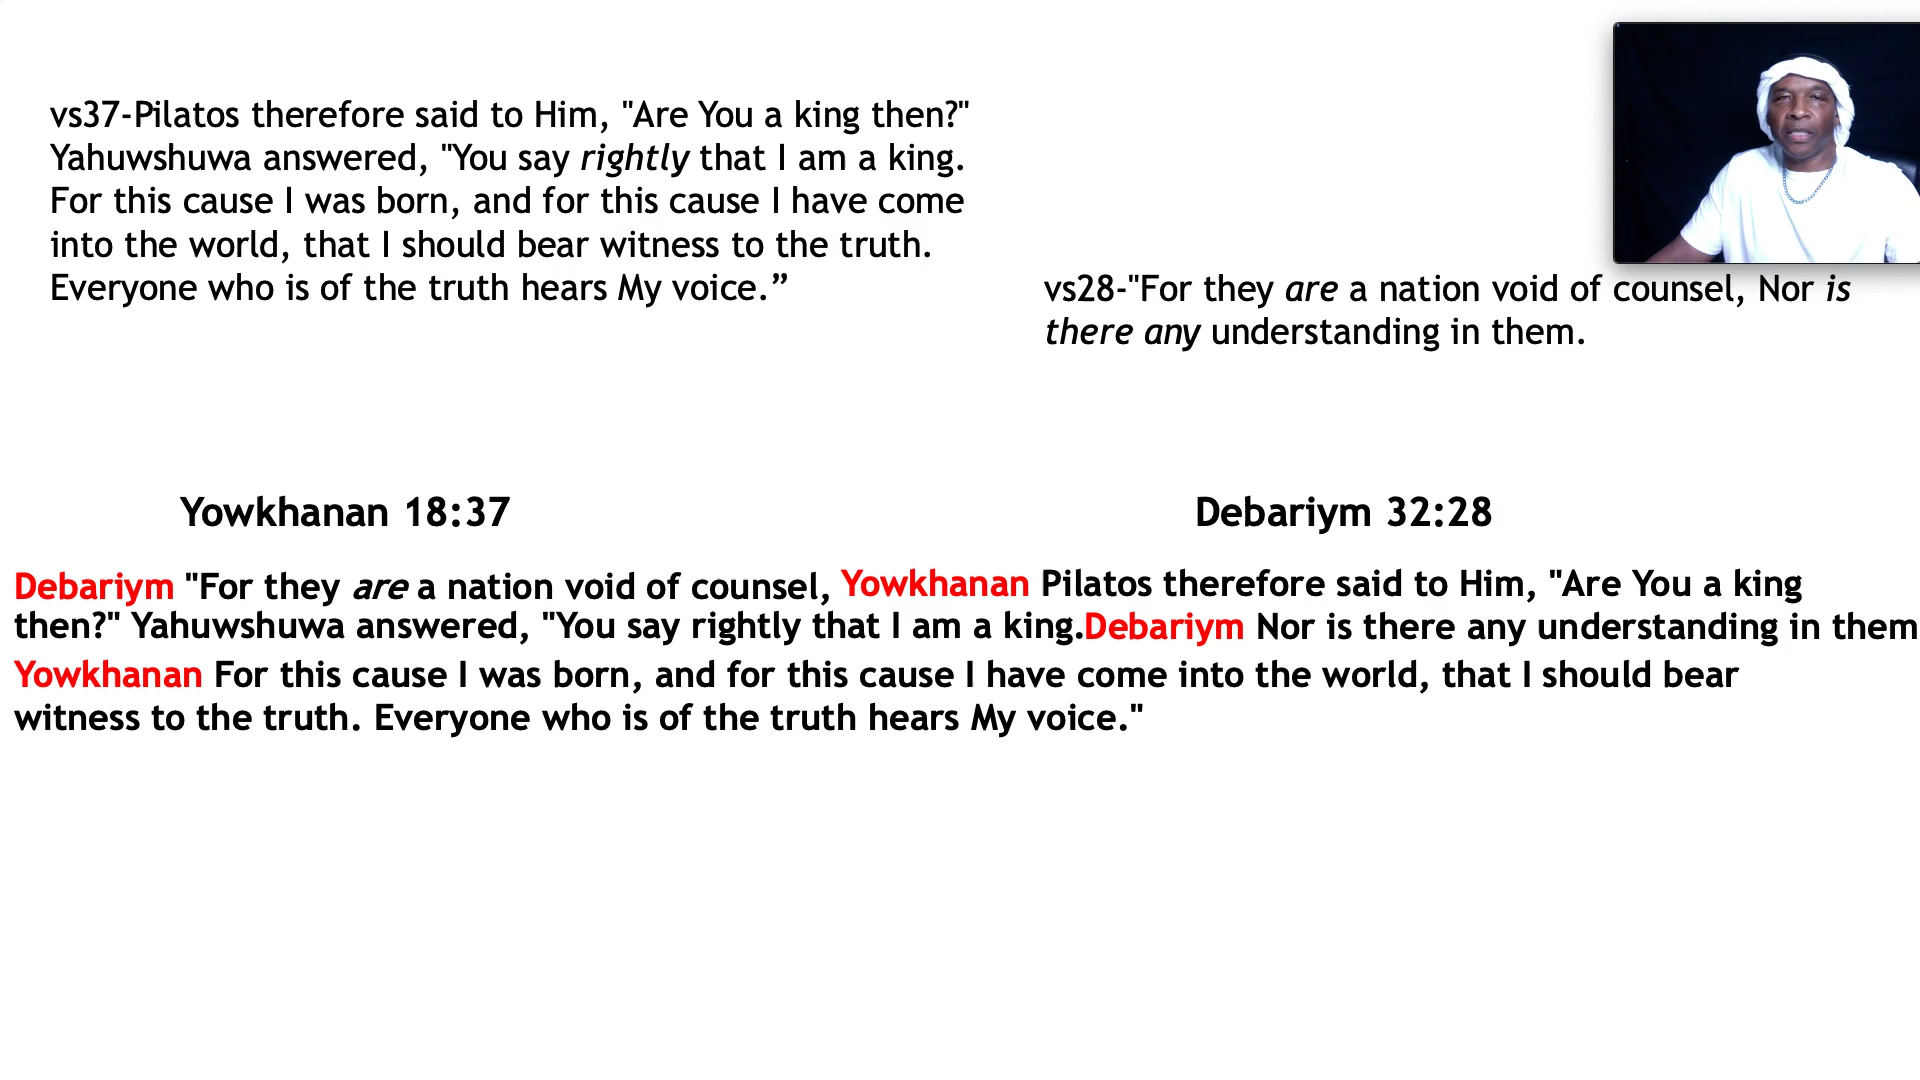 vs37-Pilatos therefore said to Him, "Are You a king then?"
Yahuwshuwa answered, "You say rightly that I am a king.
For this cause I was born, and for this cause I have come
into the world, that I should bear witness to the truth.
Everyone who is of the truth hears My voice.”
vs28-"For they are a nation void of counsel, Nor is
there any understanding in them.
Yowkhanan 18:37
Debariym 32:28
Debariym "For they are a nation void of counsel, Yowkhanan Pilatos therefore said to Him, "Are You a king
then?" Yahuwshuwa answered, "You say rightly that I am a king.Debariym Nor is there any understanding in them
Yowkhanan For this cause I was born, and for this cause I have come into the world, that I should bear
witness to the truth. Everyone who is of the truth hears My voice."